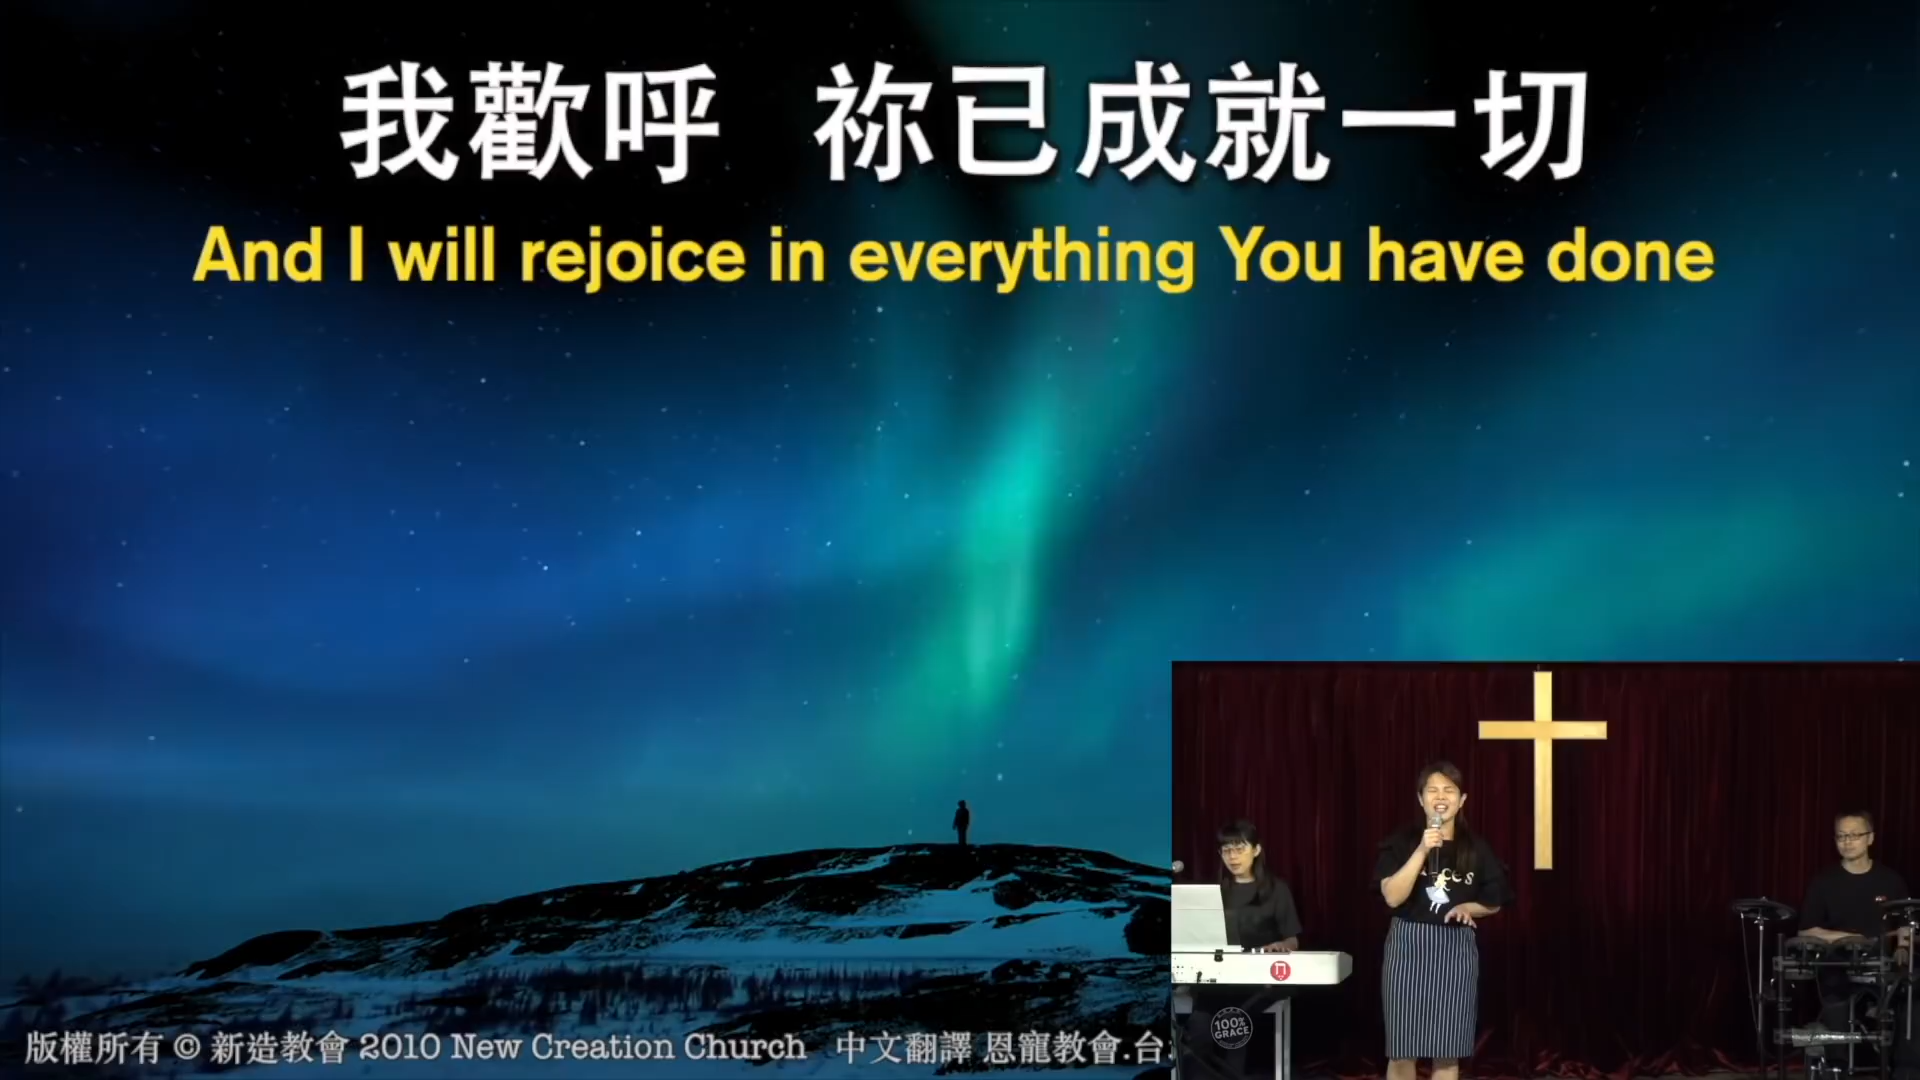 我歡呼 祢已成就一切
And I will rejoice in everything You have done
版權所有 © 新造教會 2010 New Creation Church 中文翻譯 恩寵教會.台
100% GRACE